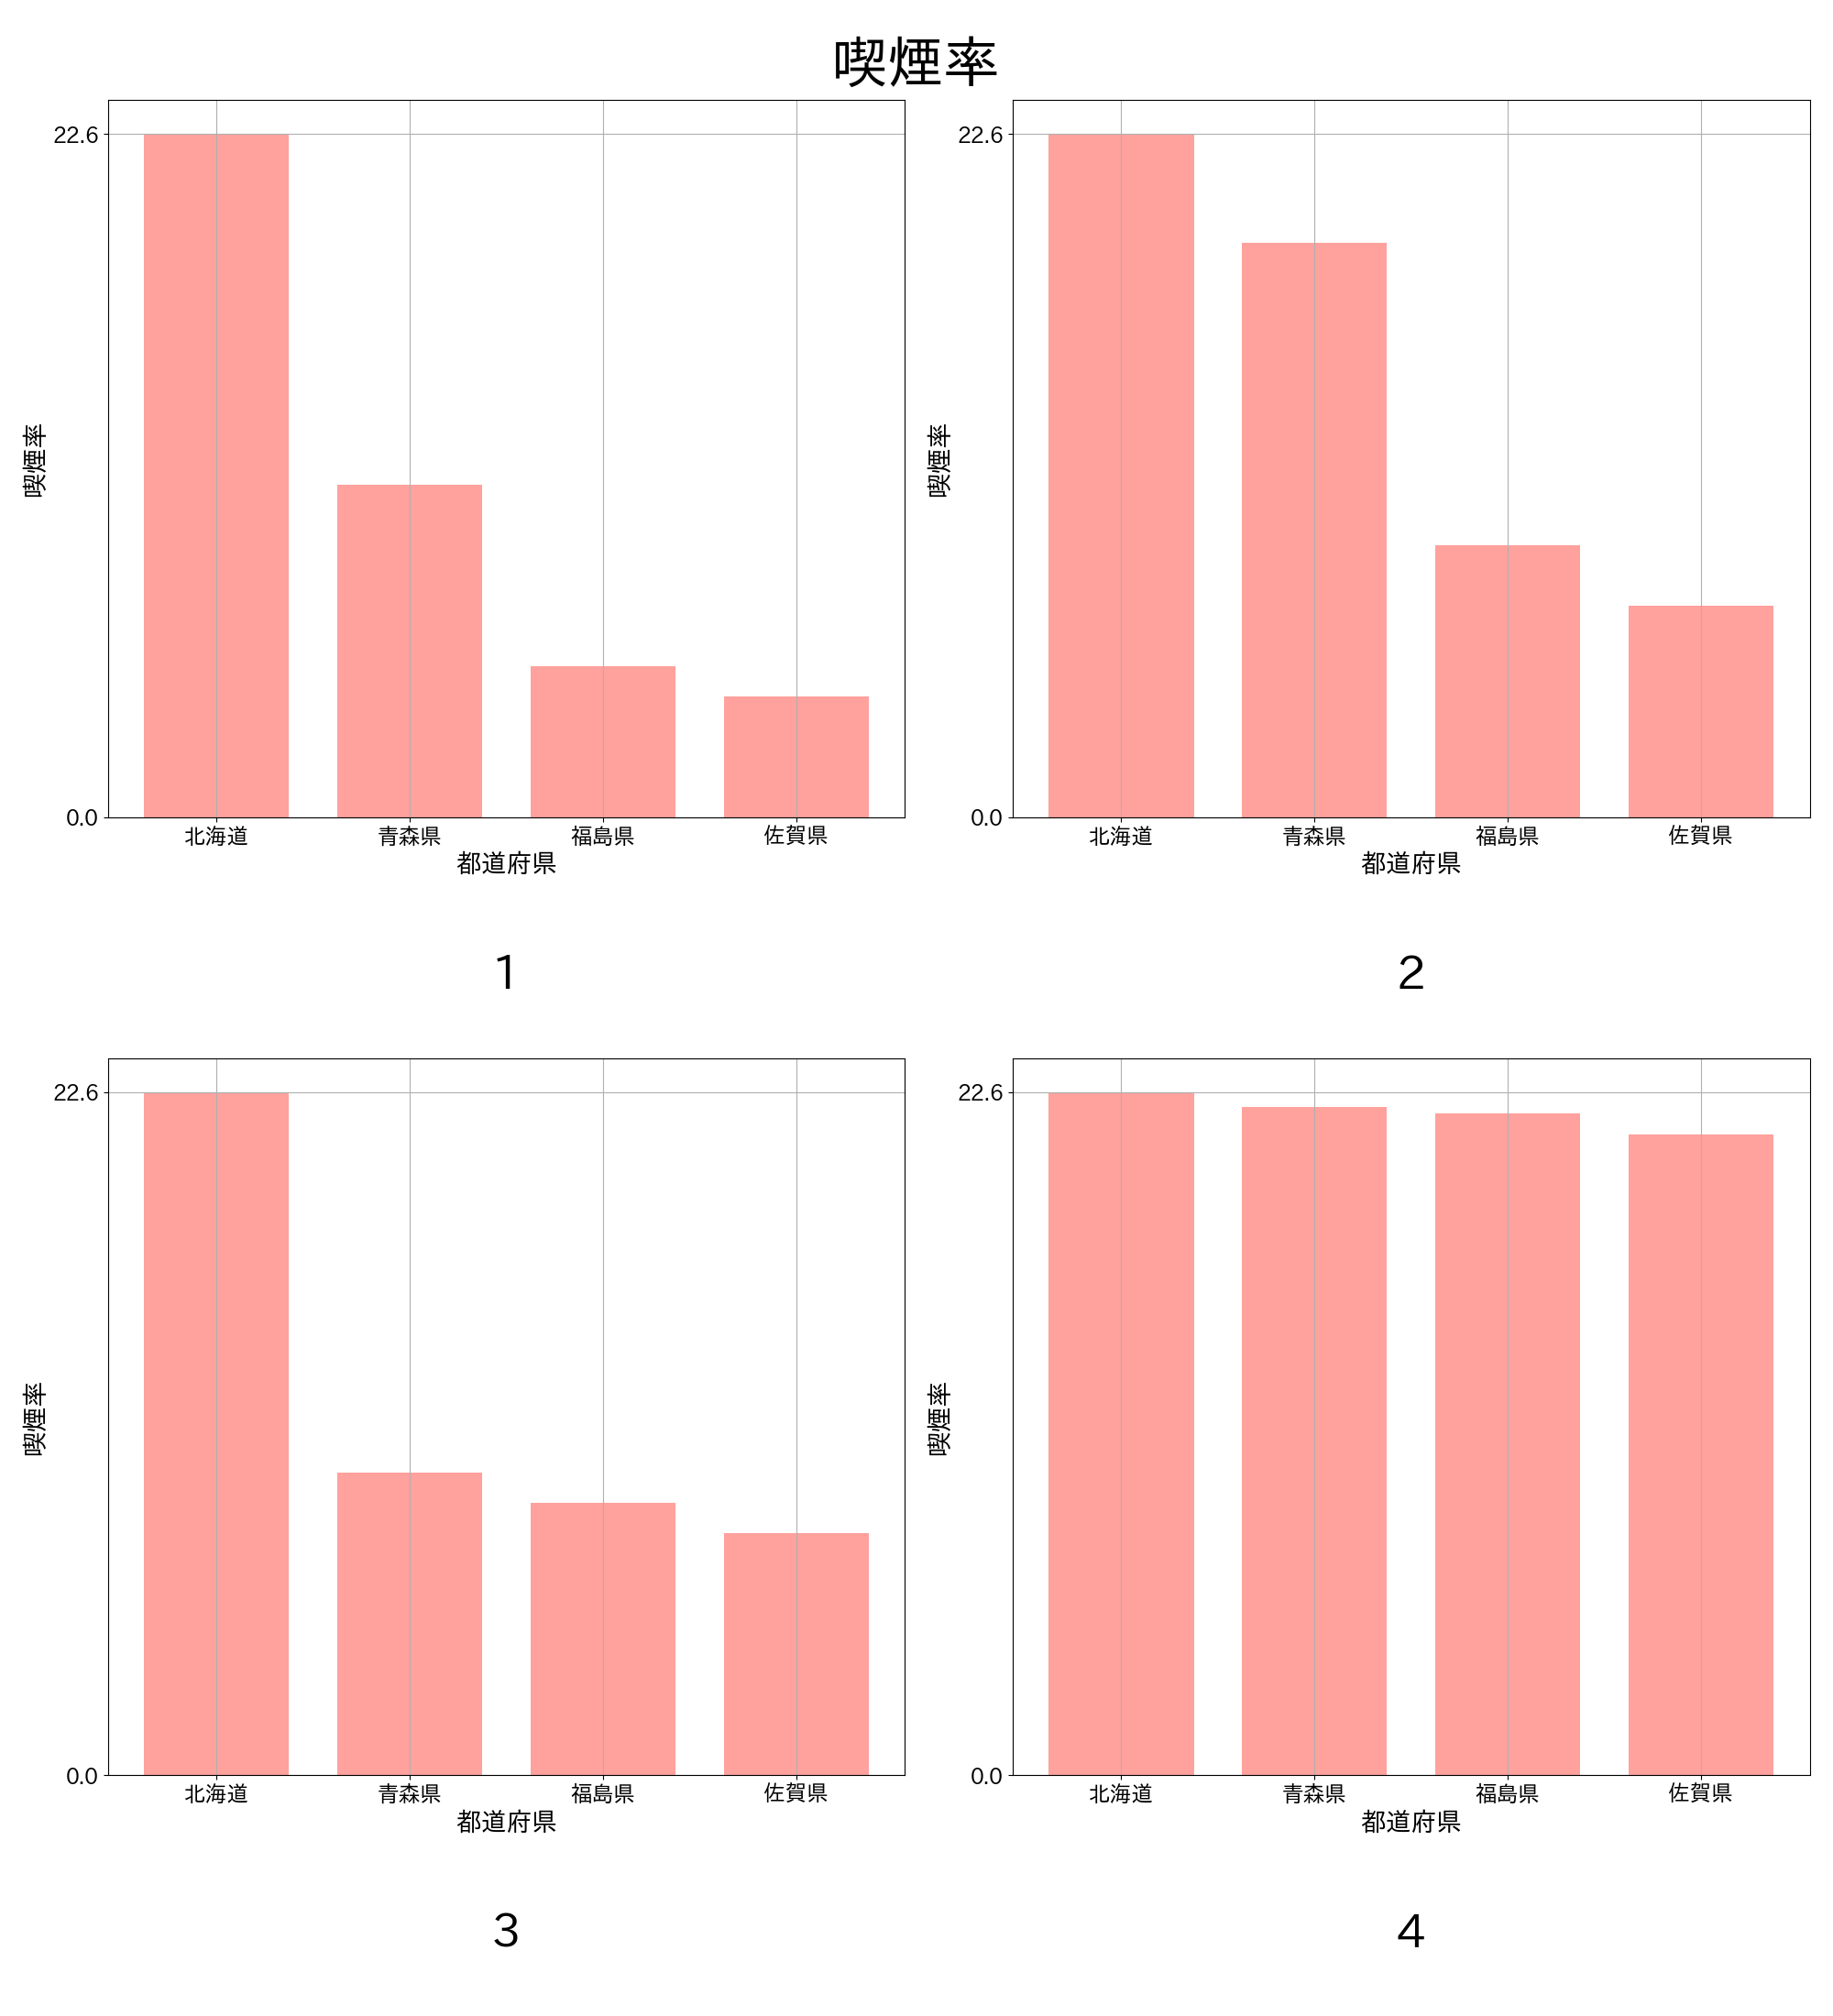 喫煙率
22.6
0.0
喫煙率
北海道 青森県 福島県 佐賀県
都道府県
1
22.6
0.0
喫煙率
北海道 青森県 福島県 佐賀県
都道府県
2
22.6
0.0
喫煙率
北海道 青森県 福島県 佐賀県
都道府県
3
22.6
0.0
喫煙率
北海道 青森県 福島県 佐賀県
都道府県
4